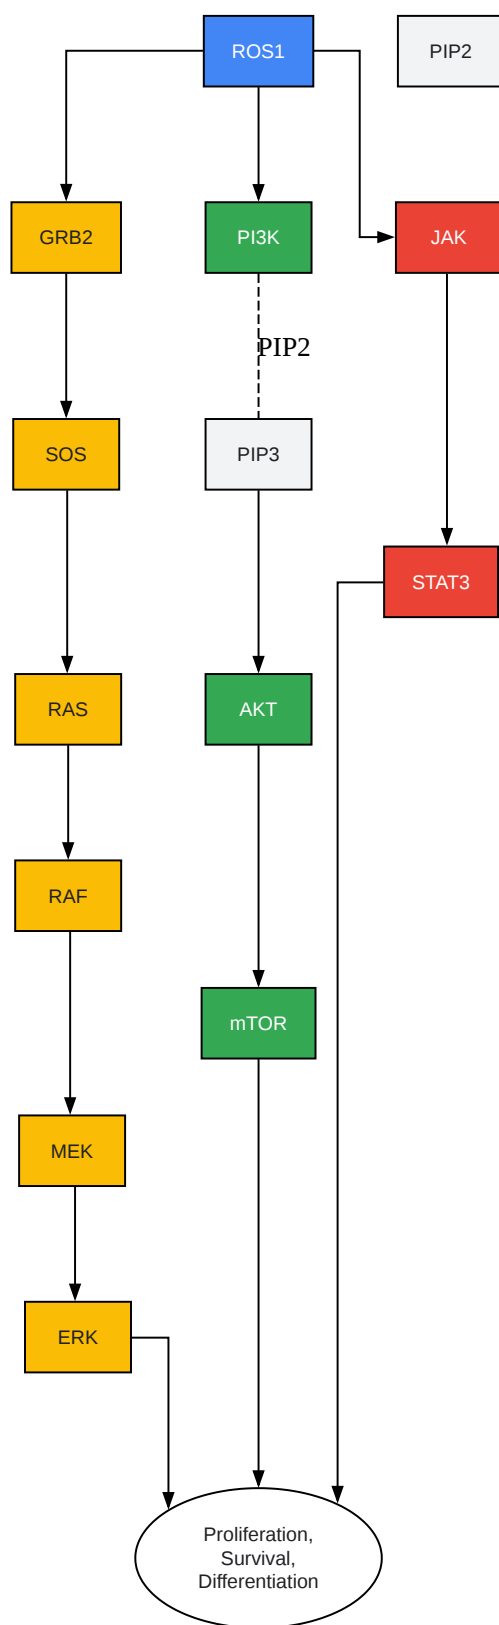 ROS1
PIP2
GRB2
PI3K
JAK
PIP2
SOS
PIP3
STAT3
RAS
AKT
RAF
mTOR
MEK
ERK
Proliferation,
Survival,
Differentiation